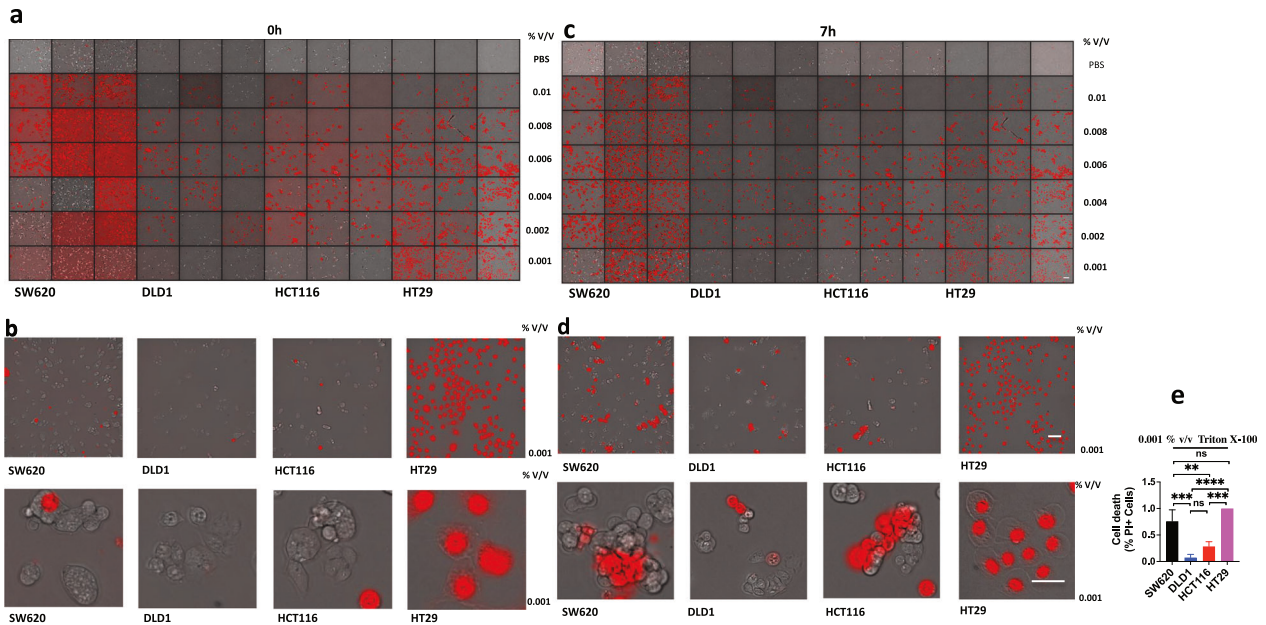 a
0h
% V/V
PBS
0.01
0.008
0.006
0.004
0.002
0.001
SW620 DLD1 HCT116 HT29
c
7h
% V/V
PBS
0.01
0.008
0.006
0.004
0.002
0.001
SW620 DLD1 HCT116 HT29
b
% V/V
0.001
SW620 DLD1 HCT116 HT29
% V/V
0.001
SW620 DLD1 HCT116 HT29
d
% V/V
0.001
SW620 DLD1 HCT116 HT29
% V/V
0.001
SW620 DLD1 HCT116 HT29
e
0.001 % v/v Triton X-100
ns
**
****
*** ns ***
Cell death
(% PI+ Cells)
1.5
1.0
0.5
0.0
SW620
DLD1
HCT116
HT29